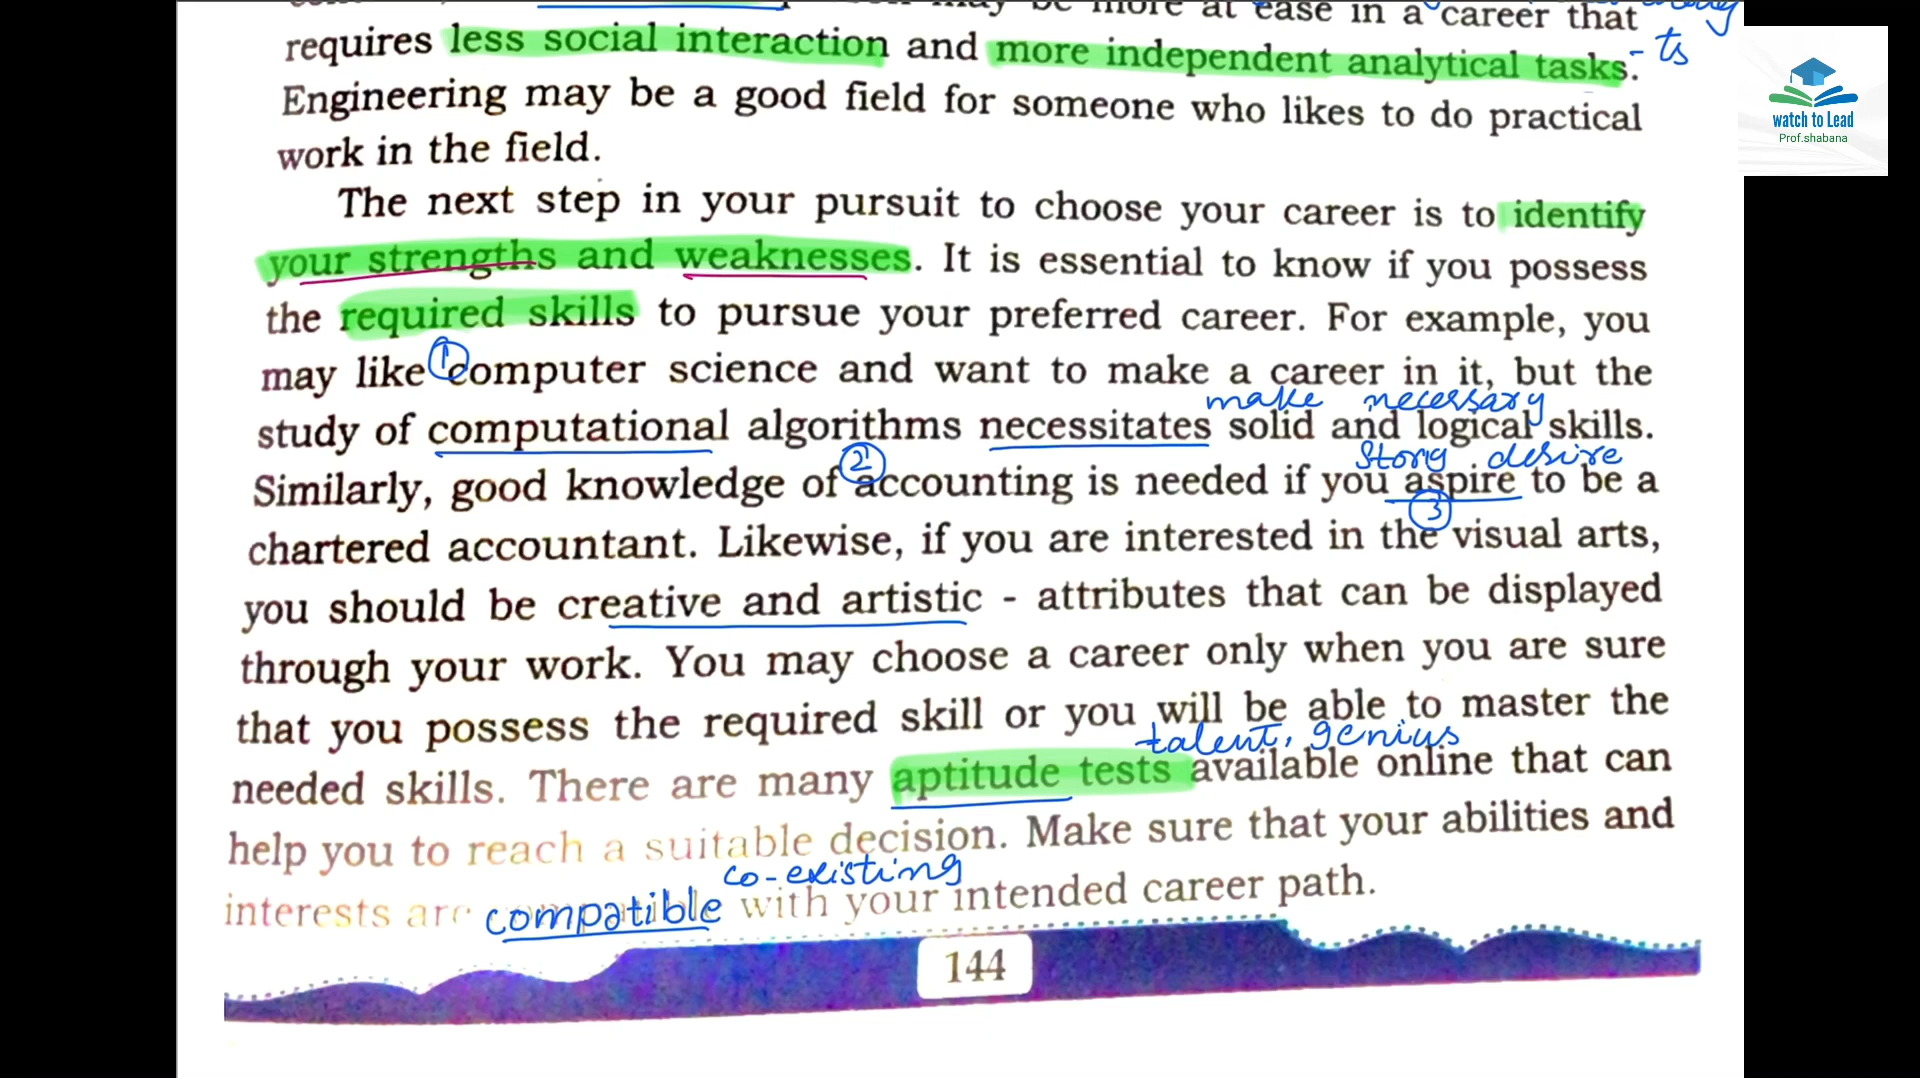 may be more at ease in a career that
requires less social interaction and more independent analytical tasks. - ts
Engineering may be a good field for someone who likes to do practical
work in the field.
The next step in your pursuit to choose your career is to identify
your strengths and weaknesses. It is essential to know if you possess
the required skills to pursue your preferred career. For example, you
1
may like computer science and want to make a career in it, but the
make necessary
study of computational algorithms necessitates solid and logical skills.
2 Story desire
Similarly, good knowledge of accounting is needed if you aspire to be a
3
chartered accountant. Likewise, if you are interested in the visual arts,
you should be creative and artistic - attributes that can be displayed
through your work. You may choose a career only when you are sure
that you possess the required skill or you will be able to master the
talent, genius
needed skills. There are many aptitude tests available online that can
help you to reach a suitable decision. Make sure that your abilities and
co-existing
interests are compatible with your intended career path.
144
watch to Lead
Prof.shabana